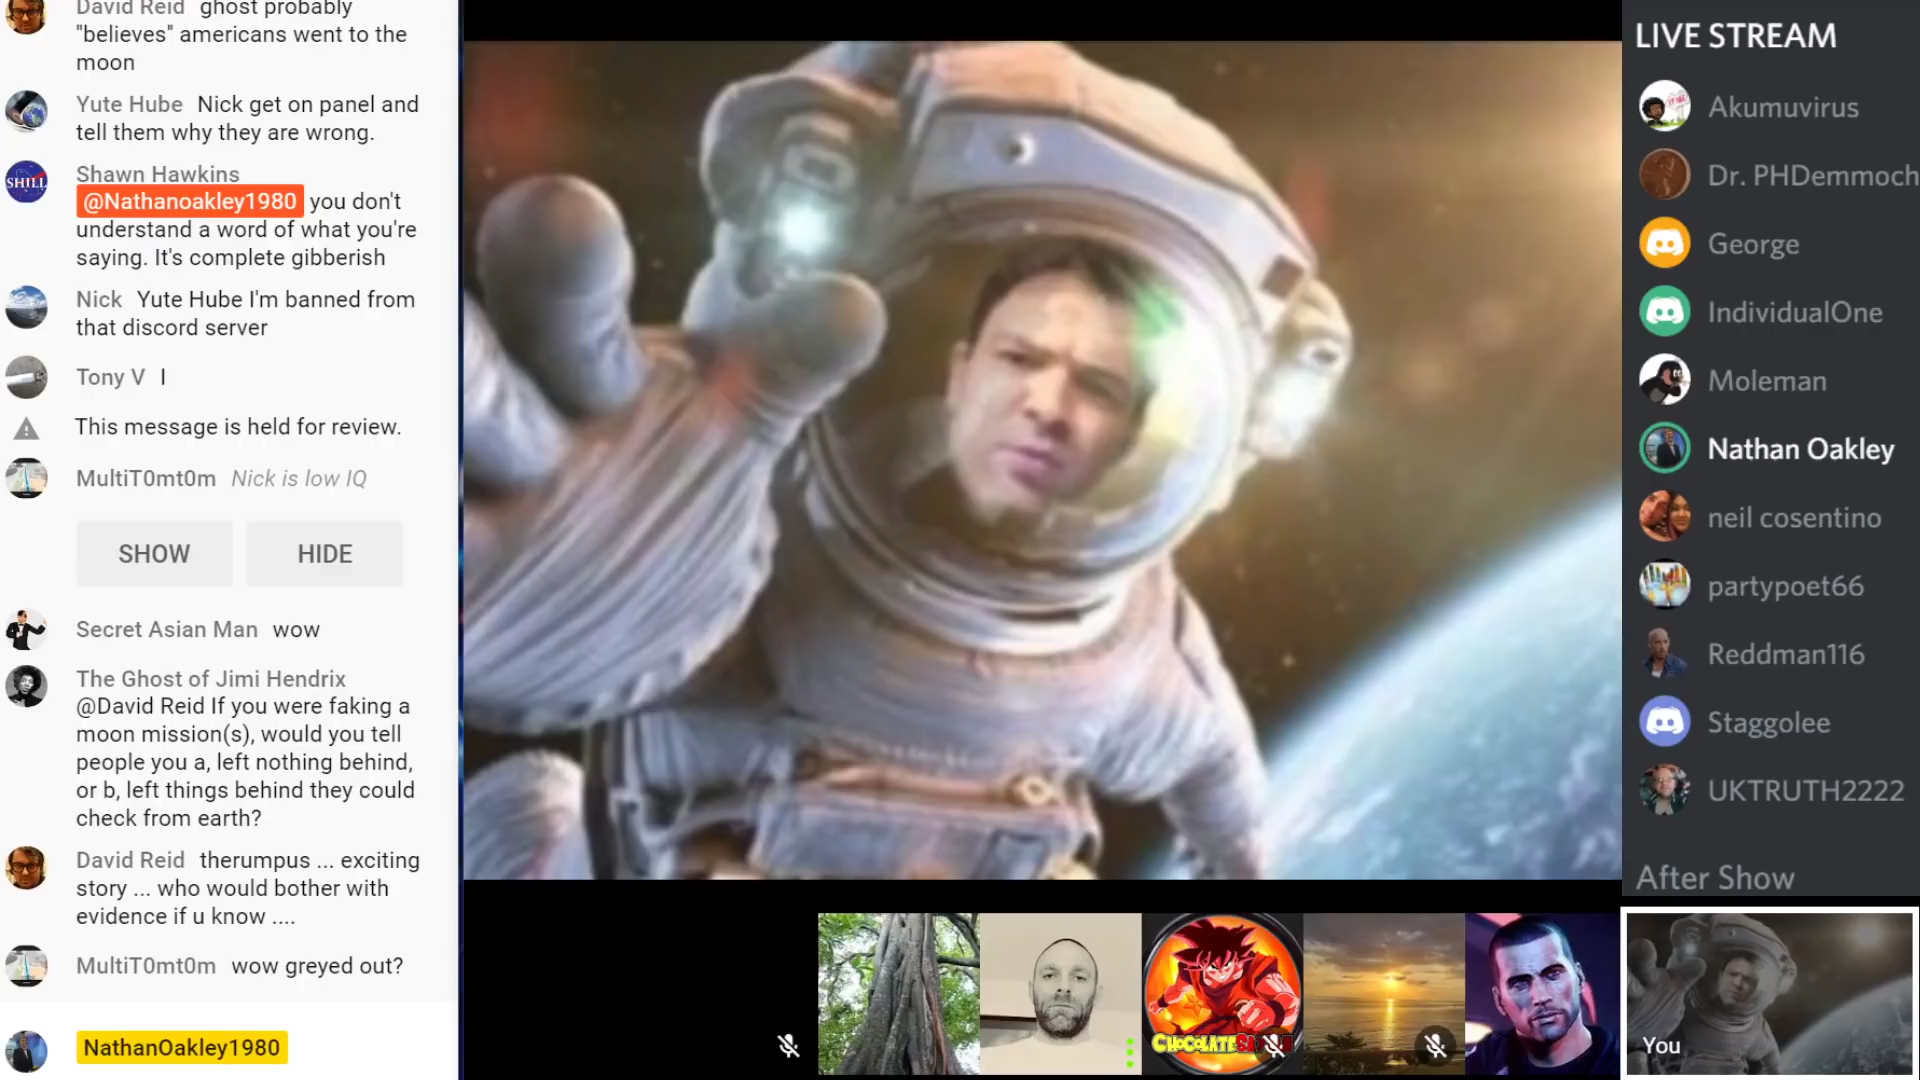 David Reid ghost probably
"believes" americans went to the
moon
Yute Hube Nick get on panel and
tell them why they are wrong.
SHILL
Shawn Hawkins
@Nathanoakley1980 you don't
understand a word of what you're
saying. It's complete gibberish
Nick Yute Hube I'm banned from
that discord server
Tony V I
This message is held for review.
MultiT0mt0m Nick is low IQ
SHOW HIDE
Secret Asian Man wow
The Ghost of Jimi Hendrix
@David Reid If you were faking a
moon mission(s), would you tell
people you a, left nothing behind,
or b, left things behind they could
check from earth?
David Reid therumpus ... exciting
story ... who would bother with
evidence if u know ....
MultiT0mt0m wow greyed out?
NathanOakley1980
LIVE STREAM
Akumuvirus
Dr. PHDemmoch
George
IndividualOne
Moleman
Nathan Oakley
neil cosentino
partypoet66
Reddman116
Staggolee
UKTRUTH2222
After Show
You